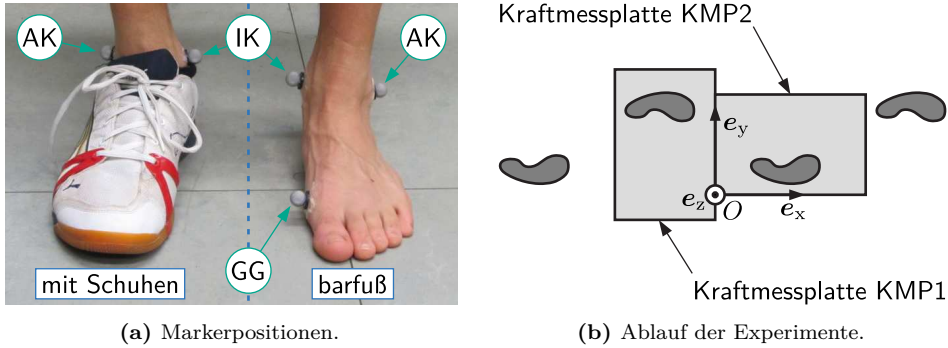 AK
IK
AK
GG
mit Schuhen
barfuß
(a) Markerpositionen.
Kraftmessplatte KMP2
e_y
e_z
O
e_x
Kraftmessplatte KMP1
(b) Ablauf der Experimente.